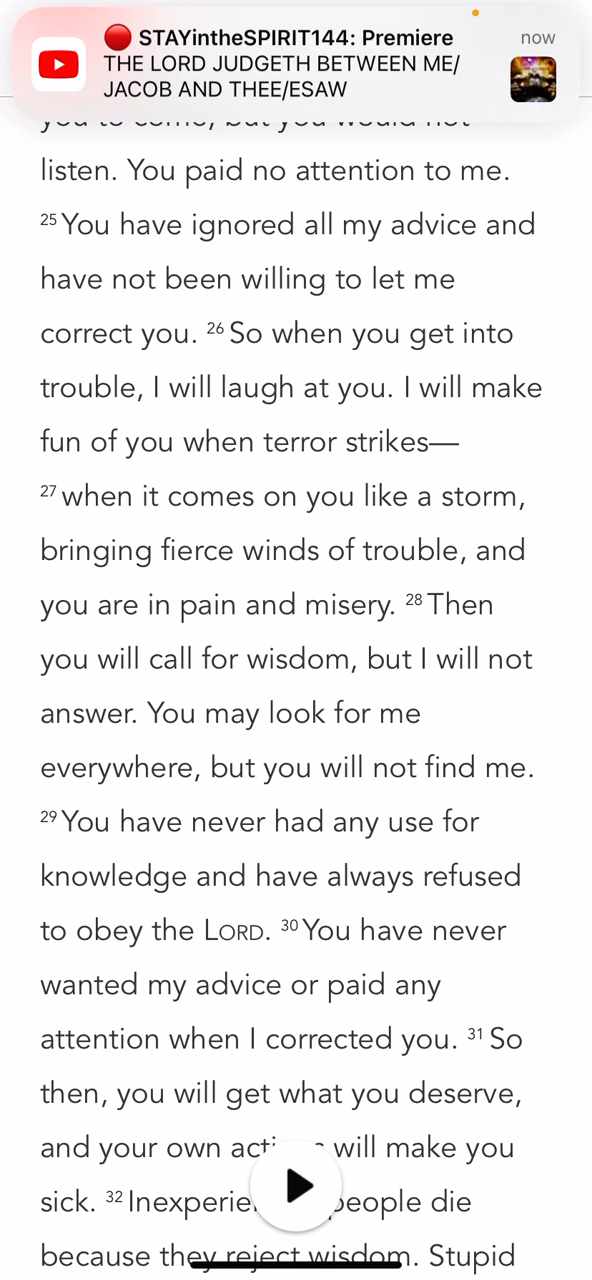 🔴 STAYintheSPIRIT144: Premiere now
THE LORD JUDGETH BETWEEN ME/
JACOB AND THEE/ESAW
you to come, but you would not
listen. You paid no attention to me.
25 You have ignored all my advice and
have not been willing to let me
correct you. 26 So when you get into
trouble, I will laugh at you. I will make
fun of you when terror strikes—
27 when it comes on you like a storm,
bringing fierce winds of trouble, and
you are in pain and misery. 28 Then
you will call for wisdom, but I will not
answer. You may look for me
everywhere, but you will not find me.
29 You have never had any use for
knowledge and have always refused
to obey the LORD. 30 You have never
wanted my advice or paid any
attention when I corrected you. 31 So
then, you will get what you deserve,
and your own will make you
sick. 32 people die
because they reject wisdom. Stupid